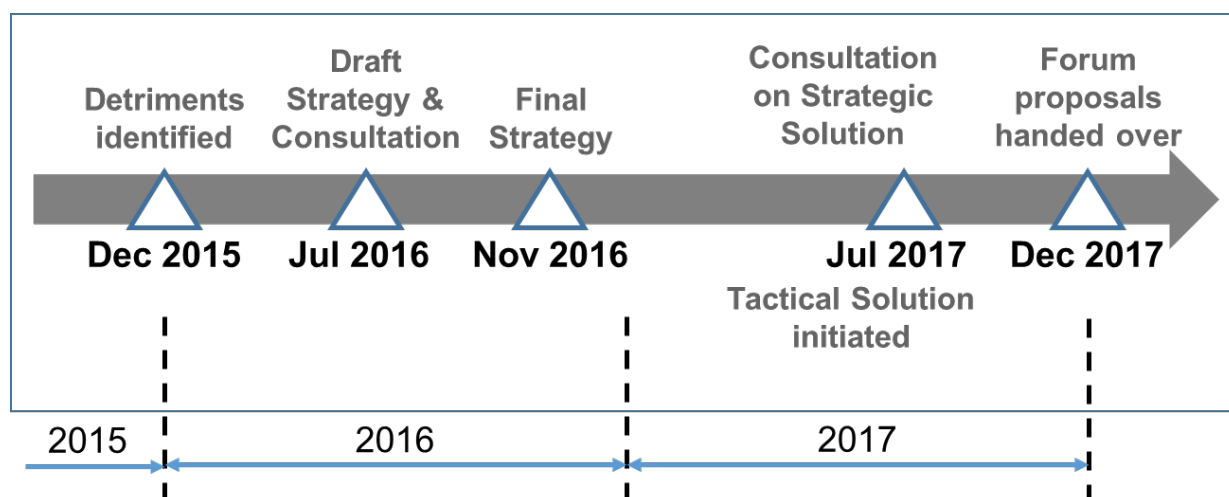 Detriments
identified
Draft
Strategy &
Consultation
Final
Strategy
Consultation
on Strategic
Solution
Forum
proposals
handed over
Dec 2015
Jul 2016
Nov 2016
Jul 2017
Dec 2017
Tactical Solution
initiated
2015
2016
2017